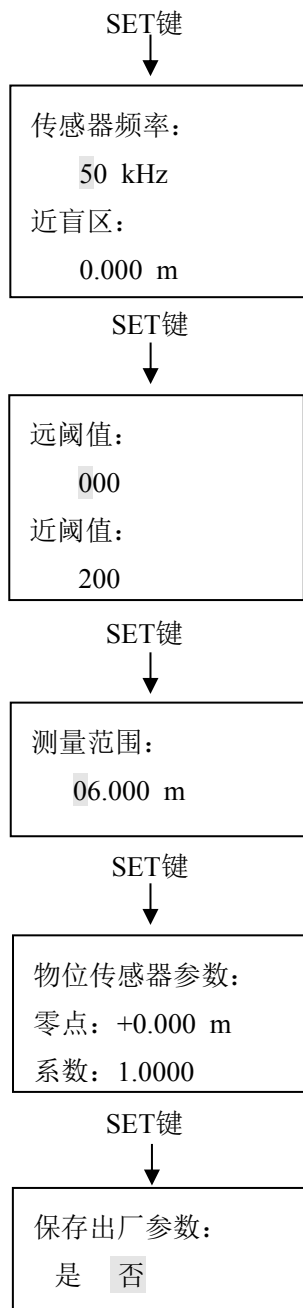 SET键
传感器频率：
50 kHz
近盲区：
0.000 m
SET键
远阈值：
000
近阈值：
200
SET键
测量范围：
06.000 m
SET键
物位传感器参数：
零点：+0.000 m
系数：1.0000
SET键
保存出厂参数：
是 否